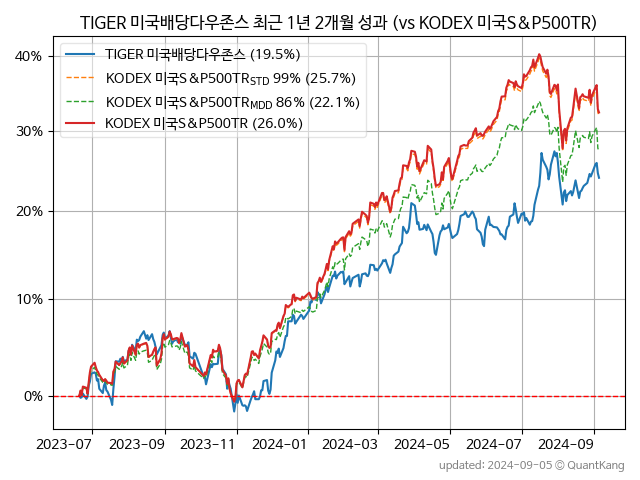 TIGER 미국배당다우존스 최근 1년 2개월 성과 (vs KODEX 미국S&P500TR)
TIGER 미국배당다우존스 (19.5%)
KODEX 미국S&P500TR_STD 99% (25.7%)
KODEX 미국S&P500TR_MDD 86% (22.1%)
KODEX 미국S&P500TR (26.0%)
40%
30%
20%
10%
0%
2023-07 2023-09 2023-11 2024-01 2024-03 2024-05 2024-07 2024-09
updated: 2024-09-05 © QuantKang